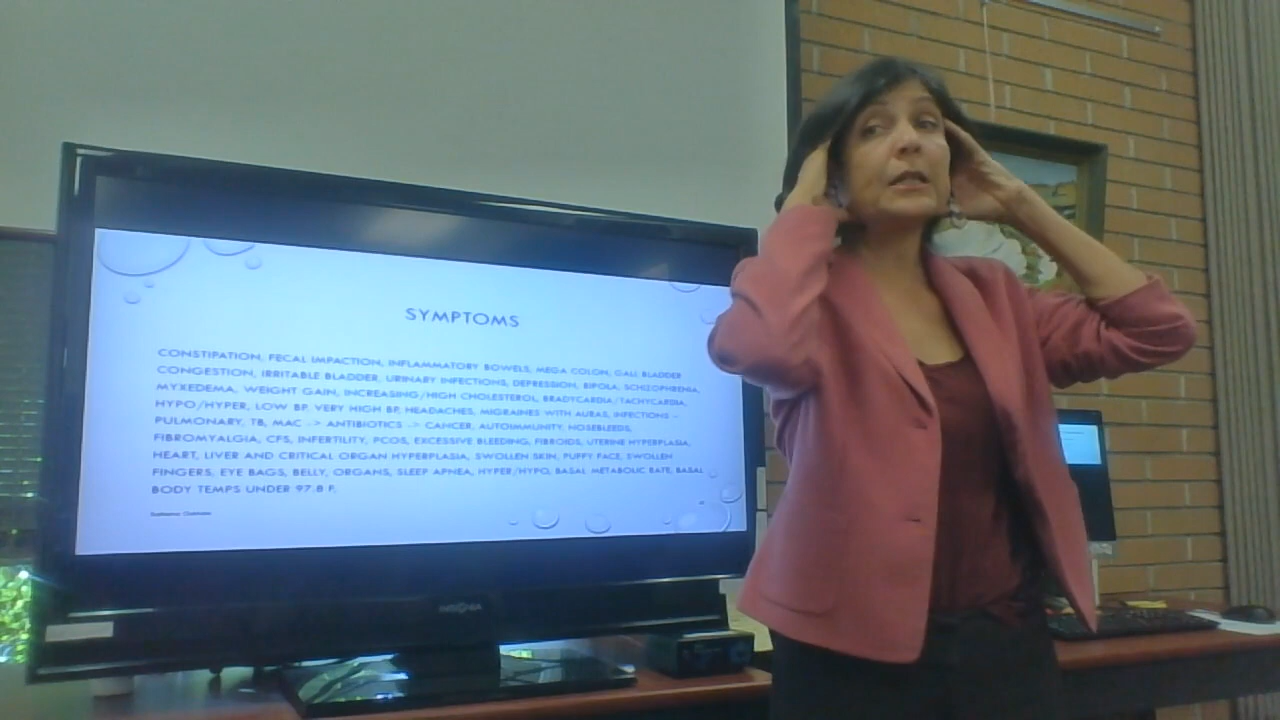 SYMPTOMS
CONSTIPATION, FECAL IMPACTION, INFLAMMATORY BOWELS, MEGA COLON, GALL BLADDER
CONGESTION, IRRITABLE BLADDER, URINARY INFECTIONS, DEPRESSION, BIPOLA, SCHIZOPHRENIA,
MYXEDEMA, WEIGHT GAIN, INCREASING/HIGH CHOLESTEROL, BRADYCARDIA/TACHYCARDIA,
HYPO/HYPER, LOW BP, VERY HIGH BP, HEADACHES, MIGRAINES WITH AURAS, INFECTIONS –
PULMONARY, TB, MAC -> ANTIBIOTICS -> CANCER, AUTOIMMUNITY, NOSEBLEEDS,
FIBROMYALGIA, CFS, INFERTILITY, PCOS, EXCESSIVE BLEEDING, FIBROIDS, UTERINE HYPERPLASIA,
HEART, LIVER AND CRITICAL ORGAN HYPERPLASIA, SWOLLEN SKIN, PUFFY FACE, SWOLLEN
FINGERS, EYE BAGS, BELLY, ORGANS, SLEEP APNEA, HYPER/HYPO, BASAL METABOLIC RATE, BASAL
BODY TEMPS UNDER 97.8 F.
INSIGNIA